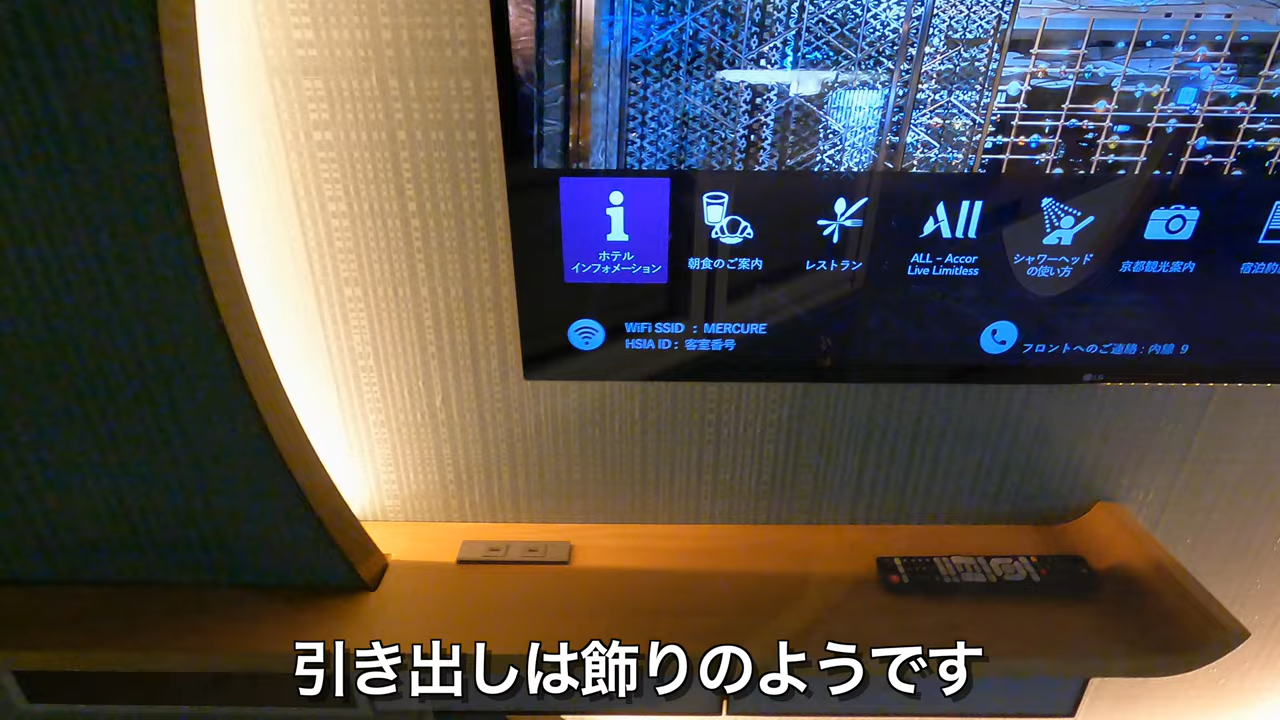 ホテル
インフォメーション
朝食のご案内
レストラン
All
ALL - Accor
Live Limitless
シャワーヘッド
の使い方
京都観光案内
宿泊約
WiFi SSID : MERCURE
HSIA ID : 客室番号
フロントへのご連絡 : 内線 9
LG
引き出しは飾りのようです